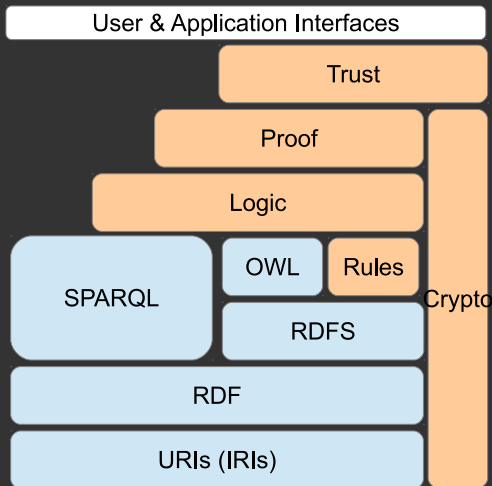 User & Application Interfaces
Trust
Proof
Logic
SPARQL
OWL
Rules
Crypto
RDFS
RDF
URIs (IRIs)